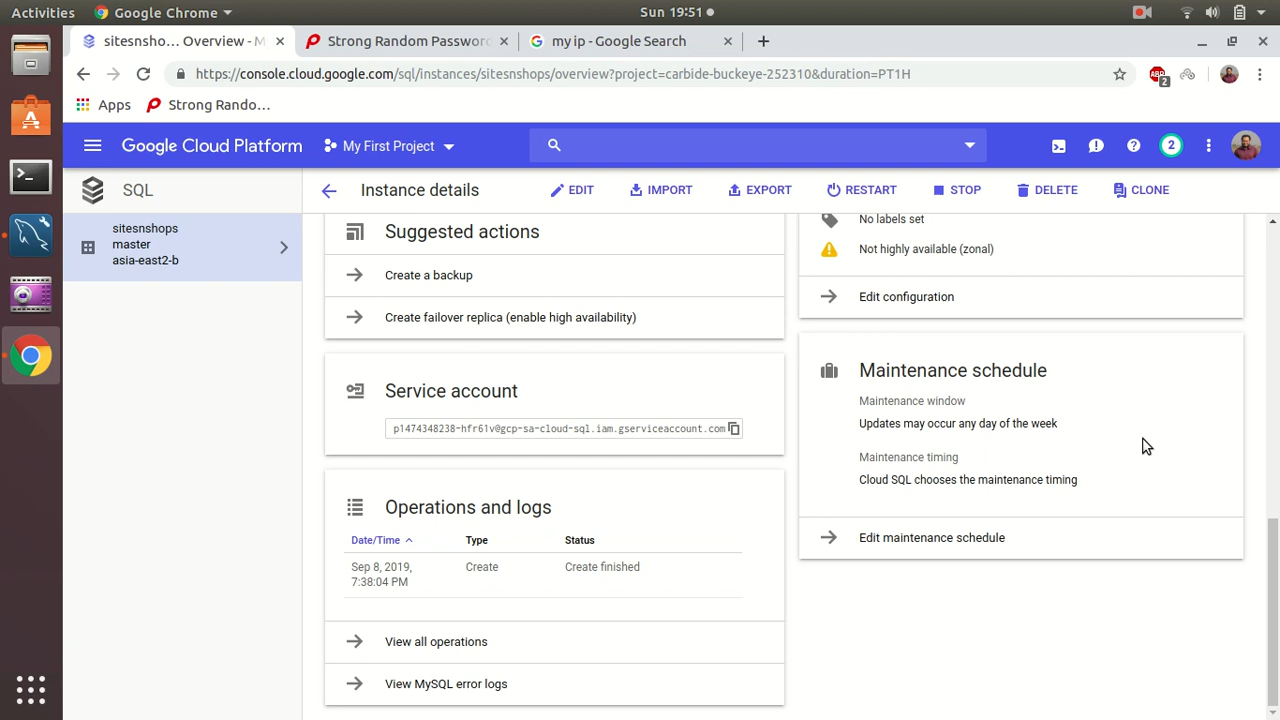 Activities
Google Chrome
Sun 19:51
sitesnsho… Overview - M
Strong Random Password
my ip - Google Search
https://console.cloud.google.com/sql/instances/sitesnshops/overview?project=carbide-buckeye-252310&duration=PT1H
ABP
2
Apps
Strong Rando…
Google Cloud Platform
My First Project
2
SQL
Instance details
EDIT
IMPORT
EXPORT
RESTART
STOP
DELETE
CLONE
sitesnshops
master
asia-east2-b
Suggested actions
Create a backup
Create failover replica (enable high availability)
Service account
p1474348238-hfr61v@gcp-sa-cloud-sql.iam.gserviceaccount.com
Operations and logs
Date/Time
Type
Status
Sep 8, 2019,
7:38:04 PM
Create
Create finished
View all operations
View MySQL error logs
No labels set
Not highly available (zonal)
Edit configuration
Maintenance schedule
Maintenance window
Updates may occur any day of the week
Maintenance timing
Cloud SQL chooses the maintenance timing
Edit maintenance schedule